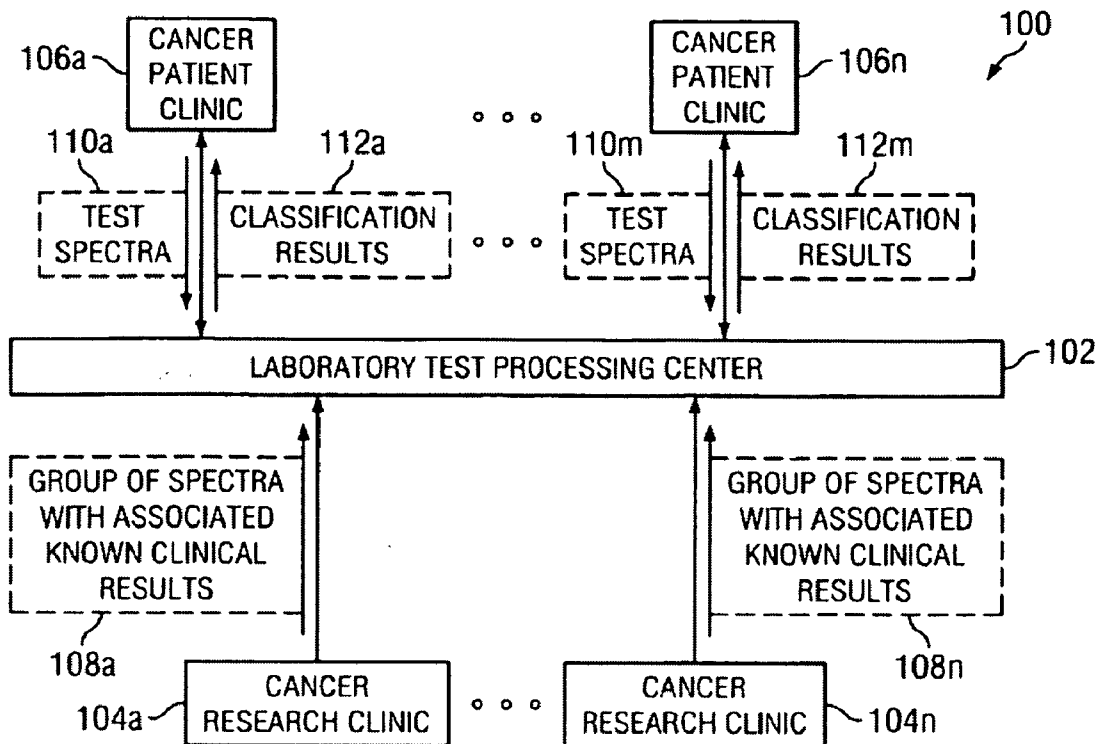 100
106a
CANCER
PATIENT
CLINIC
CANCER
PATIENT
CLINIC
106n
110a
112a
110m
112m
TEST
SPECTRA
CLASSIFICATION
RESULTS
TEST
SPECTRA
CLASSIFICATION
RESULTS
LABORATORY TEST PROCESSING CENTER
102
GROUP OF SPECTRA
WITH ASSOCIATED
KNOWN CLINICAL
RESULTS
GROUP OF SPECTRA
WITH ASSOCIATED
KNOWN CLINICAL
RESULTS
108a
108n
104a
CANCER
RESEARCH CLINIC
CANCER
RESEARCH CLINIC
104n